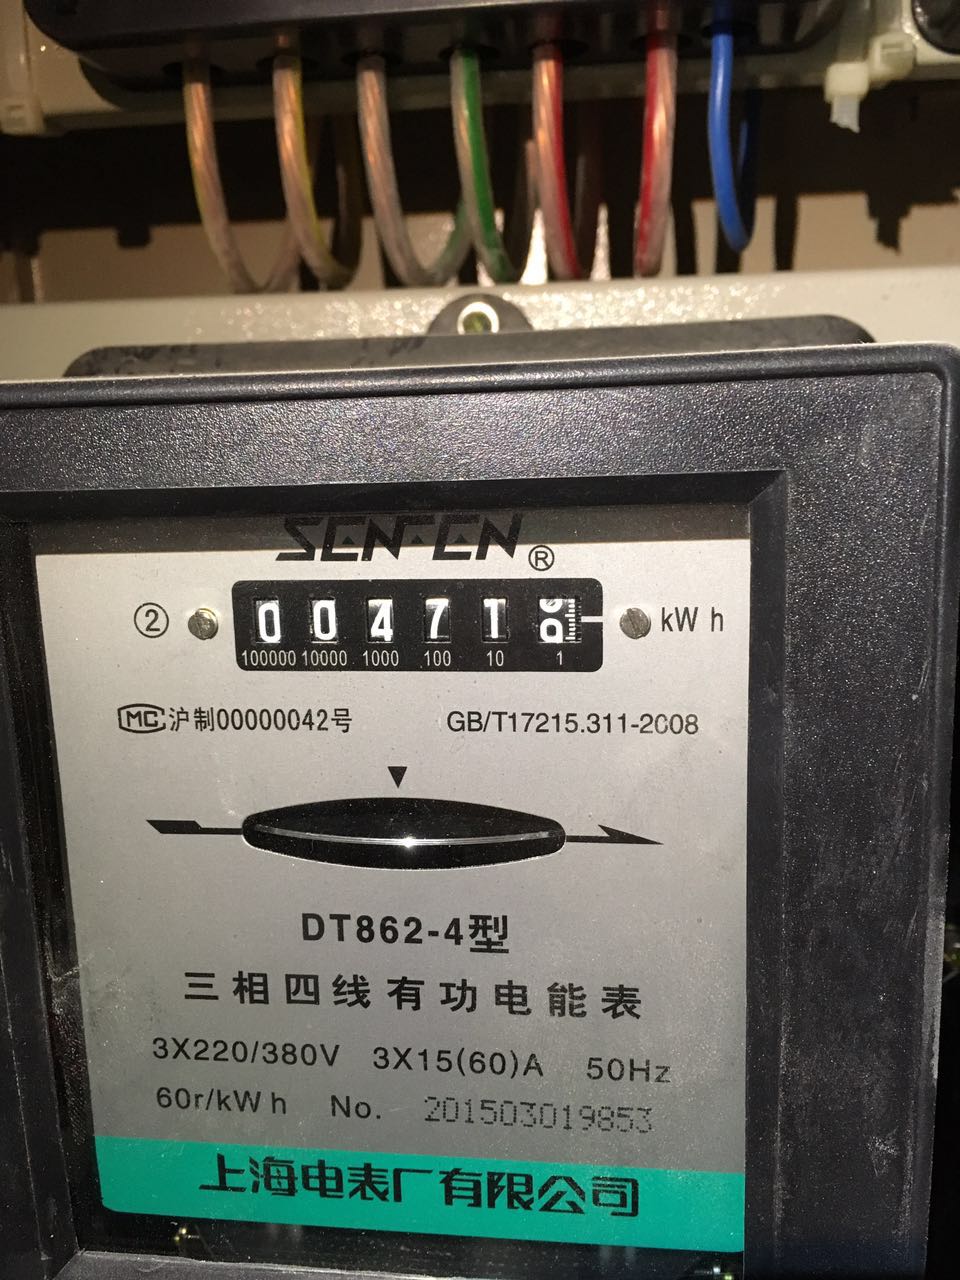 SENFEN®
② 0 0 4 7 1 kWh
100000 10000 1000 100 10 1
MC 沪制00000042号 GB/T17215.311-2008
DT862-4型
三相四线有功电能表
3X220/380V 3X15(60)A 50Hz
60r/kWh No. 201503019853
上海电表厂有限公司